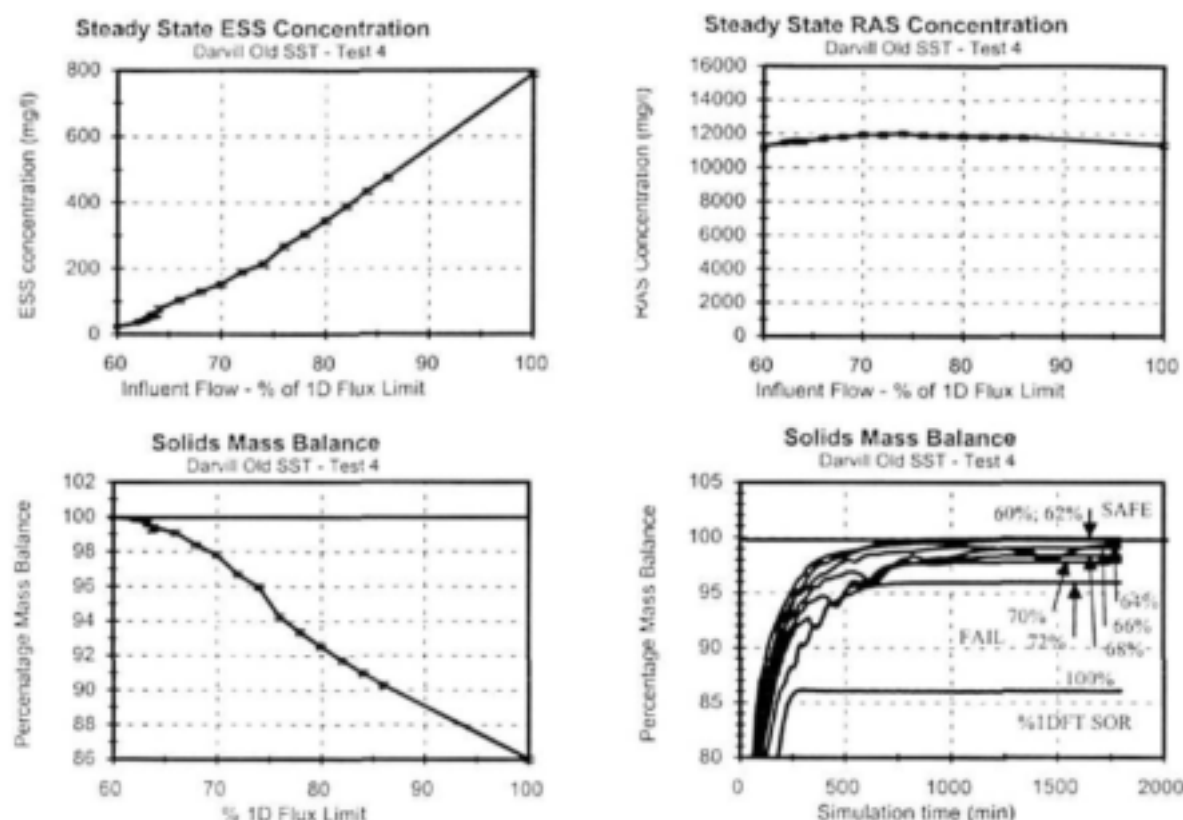 Steady State ESS Concentration
Darvill Old SST - Test 4
800
600
400
200
0
ESS concentration (mg/l)
60 70 80 90 100
Influent Flow - % of 1D Flux Limit
Steady State RAS Concentration
Darvill Old SST - Test 4
16000
14000
12000
10000
8000
6000
4000
2000
0
RAS Concentration (mg/l)
60 70 80 90 100
Influent Flow - % of 1D Flux Limit
Solids Mass Balance
Darvill Old SST - Test 4
102
100
98
96
94
92
90
88
86
Percenatage Mass Balance
60 70 80 90 100
% 1D Flux Limit
Solids Mass Balance
Darvill Old SST - Test 4
105
100
95
90
85
80
Percentage Mass Balance
60%; 62% SAFE
70%
64%
FAIL 72% 66%
68%
100%
%1DFT SOR
0 500 1000 1500 2000
Simulation time (min)